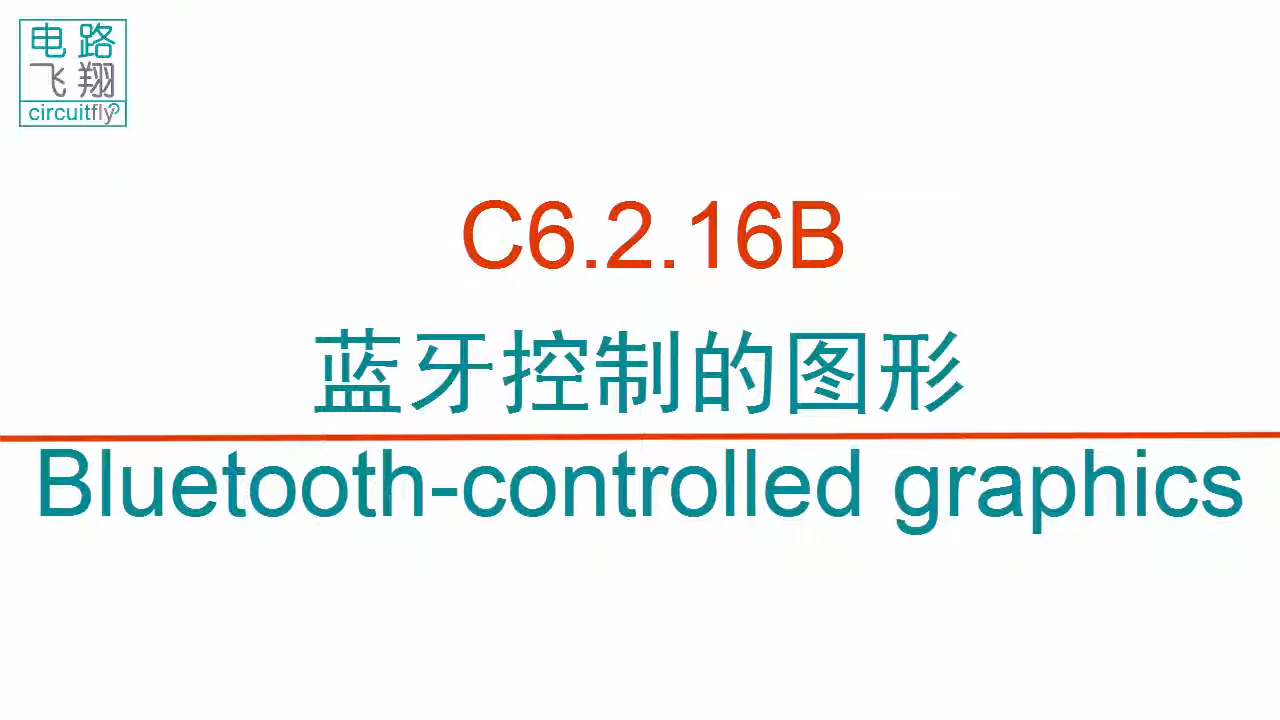 电路
飞翔
circuitfly
C6.2.16B
蓝牙控制的图形
Bluetooth-controlled graphics